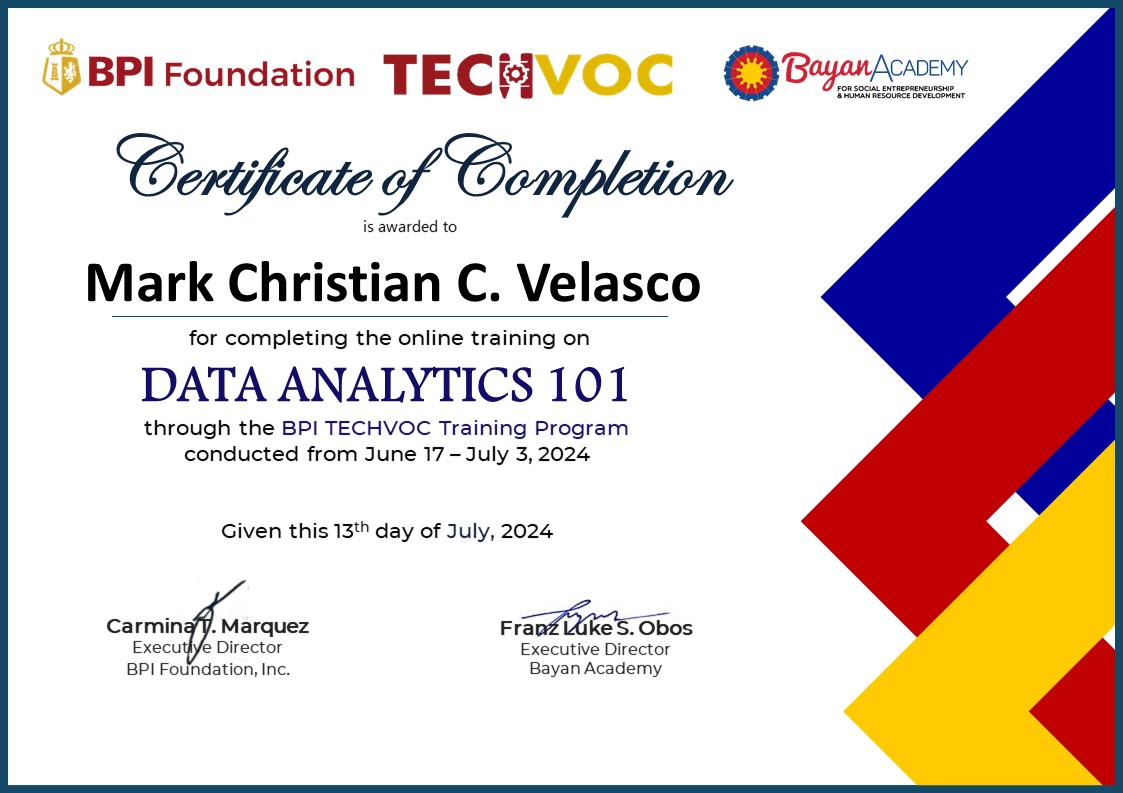 BPI Foundation
TECHVOC
Bayan ACADEMY
FOR SOCIAL ENTREPRENEURSHIP
& HUMAN RESOURCE DEVELOPMENT
Certificate of Completion
is awarded to
Mark Christian C. Velasco
for completing the online training on
DATA ANALYTICS 101
through the BPI TECHVOC Training Program
conducted from June 17 – July 3, 2024
Given this 13th day of July, 2024
Carmina T. Marquez
Executive Director
BPI Foundation, Inc.
Franz Luke S. Obos
Executive Director
Bayan Academy